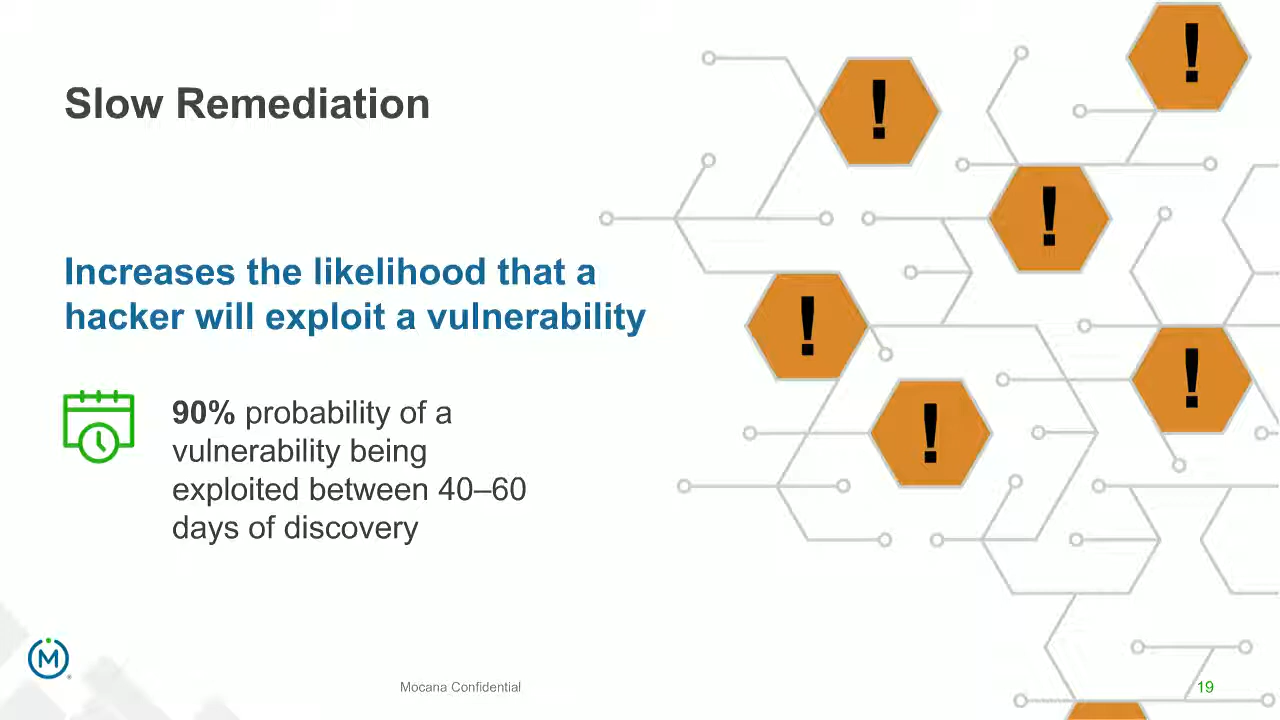 Slow Remediation
Increases the likelihood that a
hacker will exploit a vulnerability
90% probability of a
vulnerability being
exploited between 40–60
days of discovery
!
!
!
!
!
!
M
®
Mocana Confidential
19